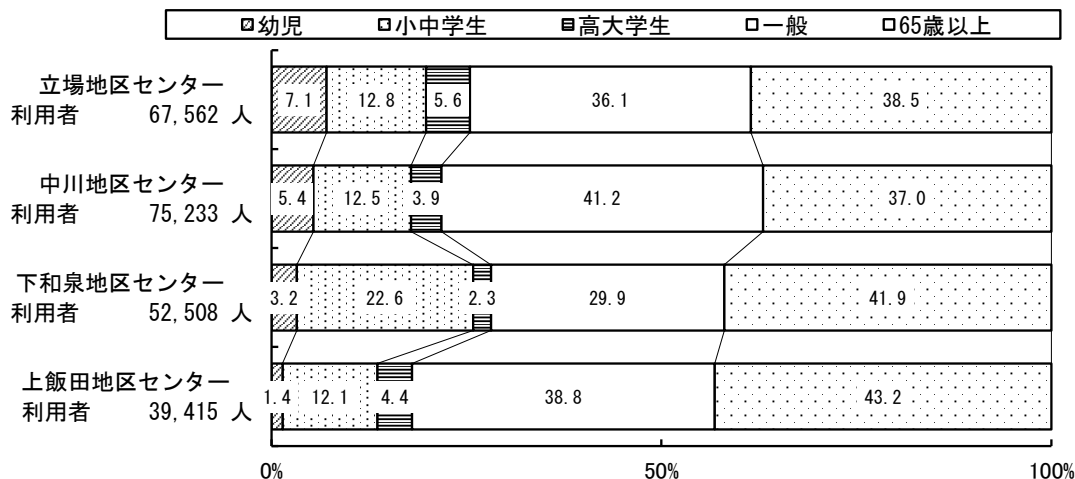 幼児 小中学生 高大学生 一般 65歳以上
立場地区センター
利用者 67,562 人
7.1 12.8 5.6 36.1 38.5
中川地区センター
利用者 75,233 人
5.4 12.5 3.9 41.2 37.0
下和泉地区センター
利用者 52,508 人
3.2 22.6 2.3 29.9 41.9
上飯田地区センター
利用者 39,415 人
1.4 12.1 4.4 38.8 43.2
0% 50% 100%